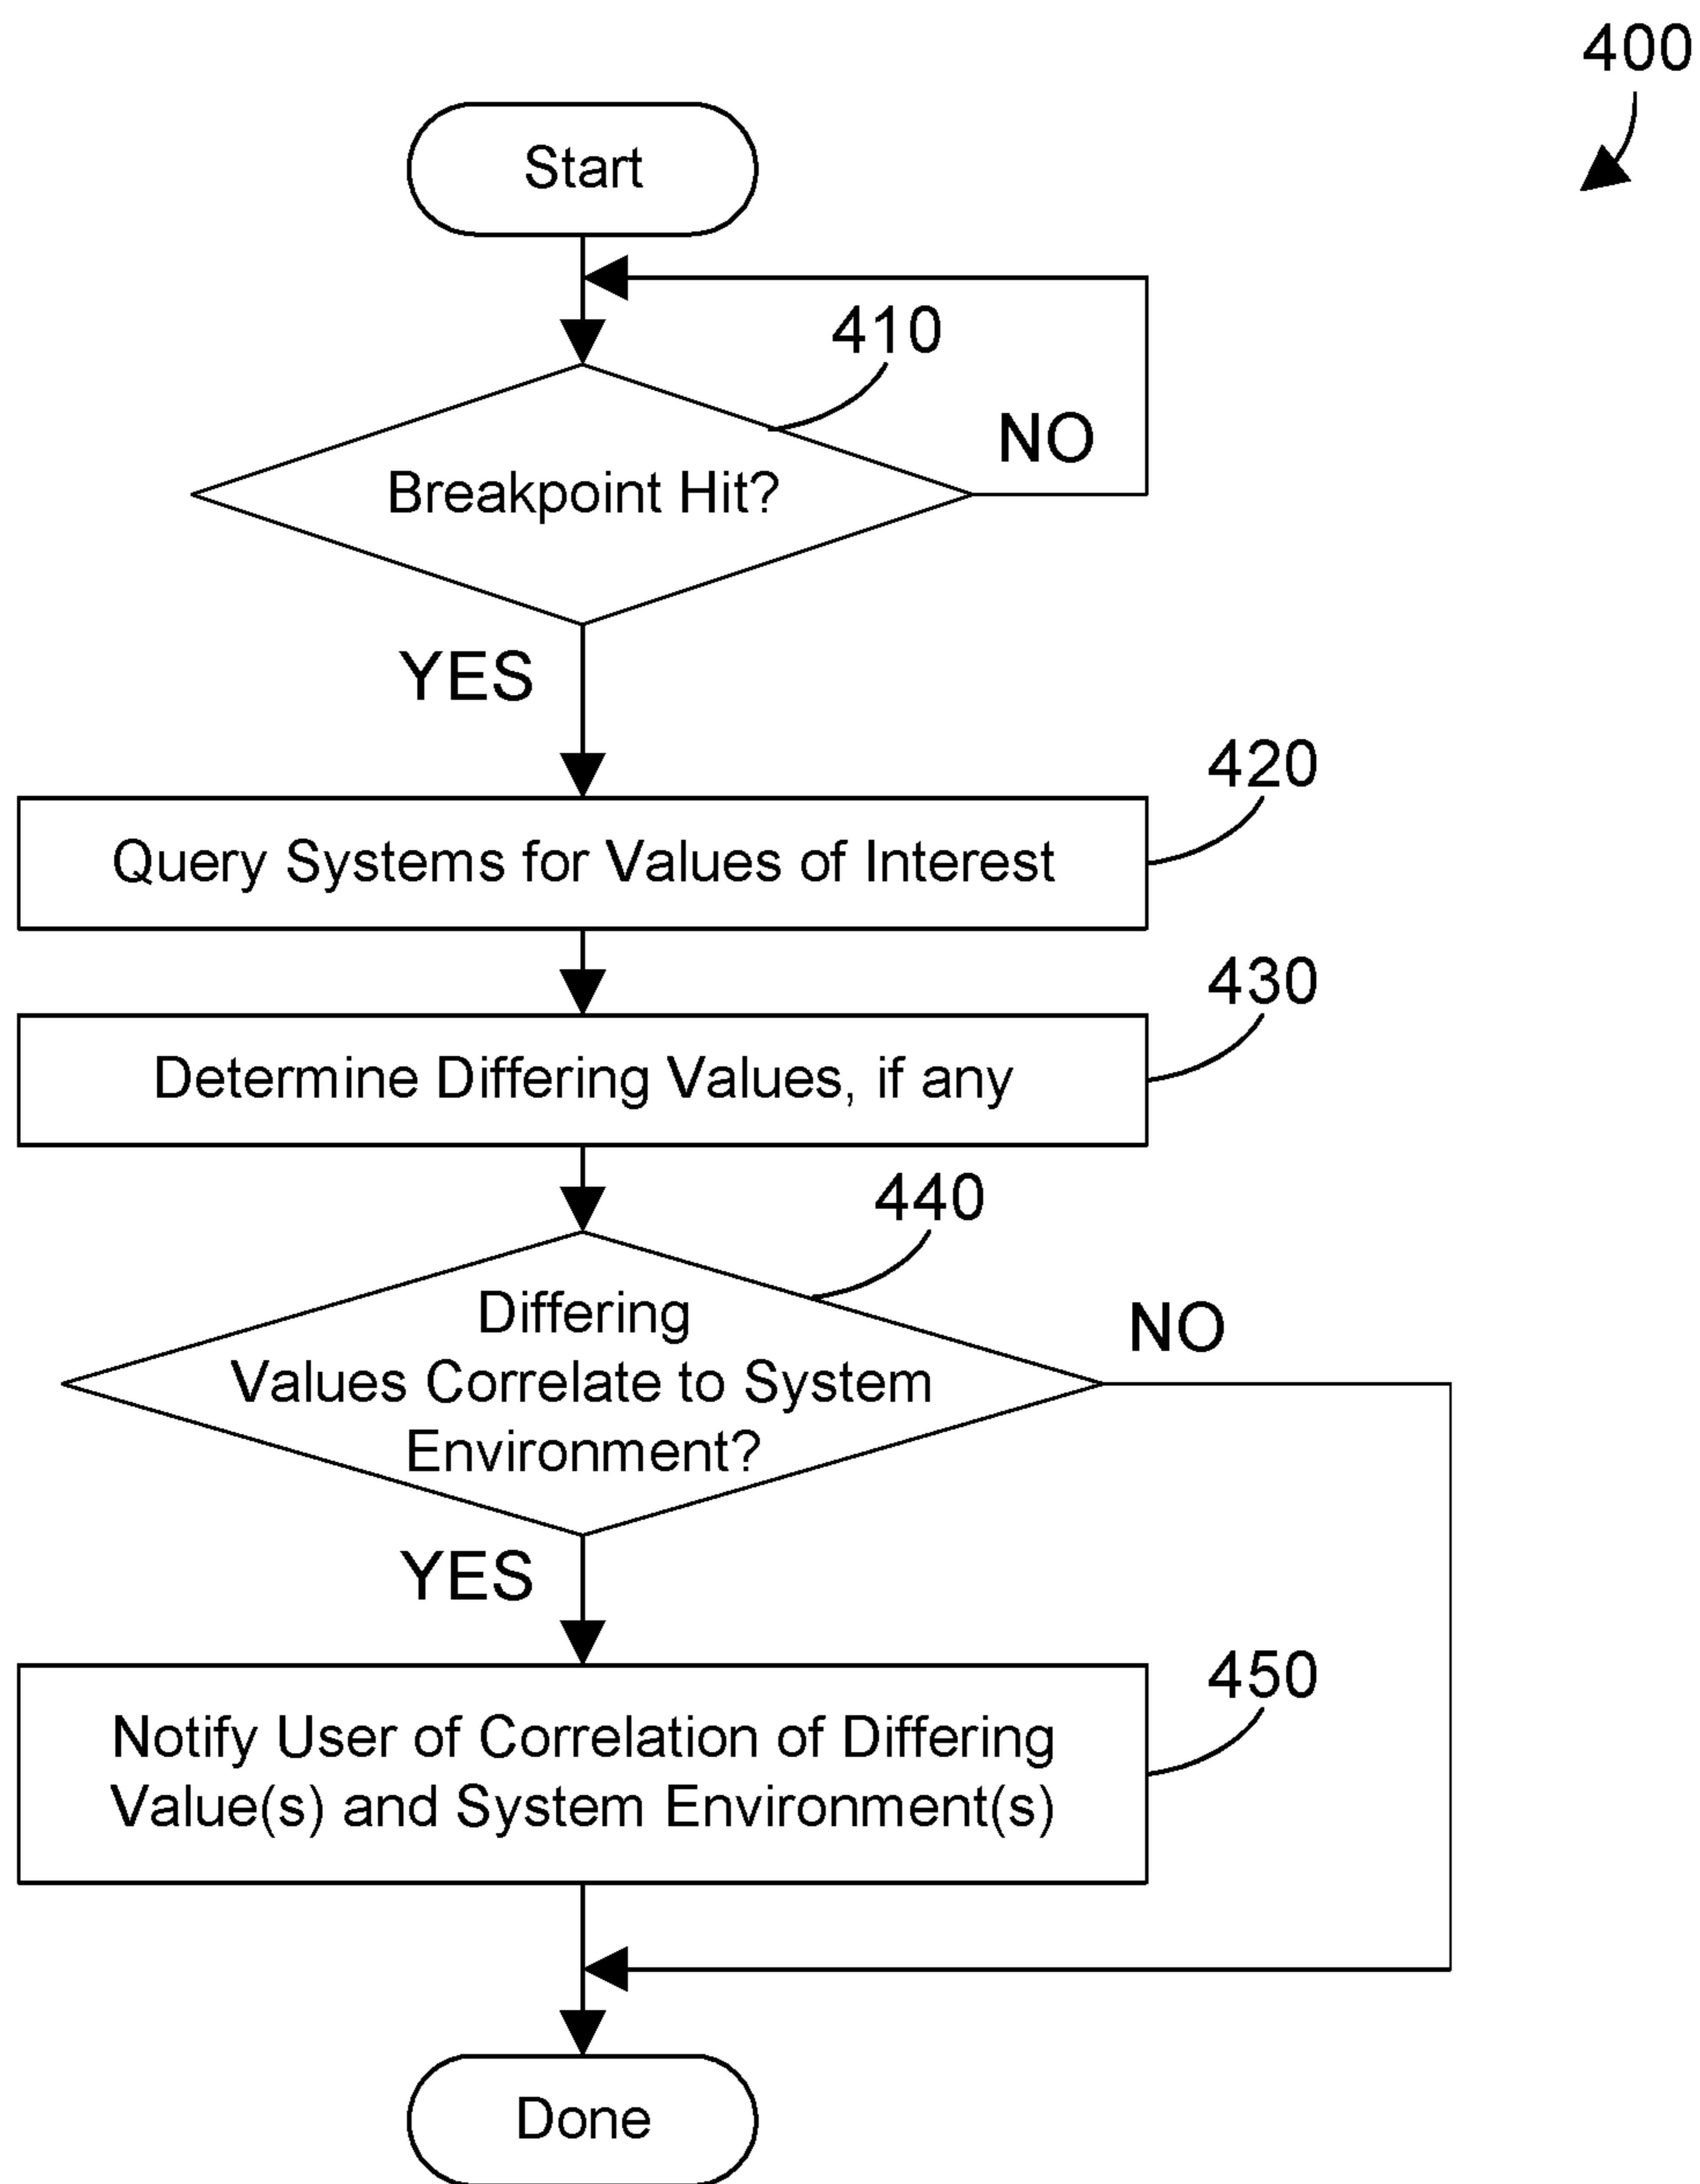 400
Start
410
NO
Breakpoint Hit?
YES
420
Query Systems for Values of Interest
430
Determine Differing Values, if any
440
Differing
Values Correlate to System
Environment?
NO
YES
450
Notify User of Correlation of Differing
Value(s) and System Environment(s)
Done